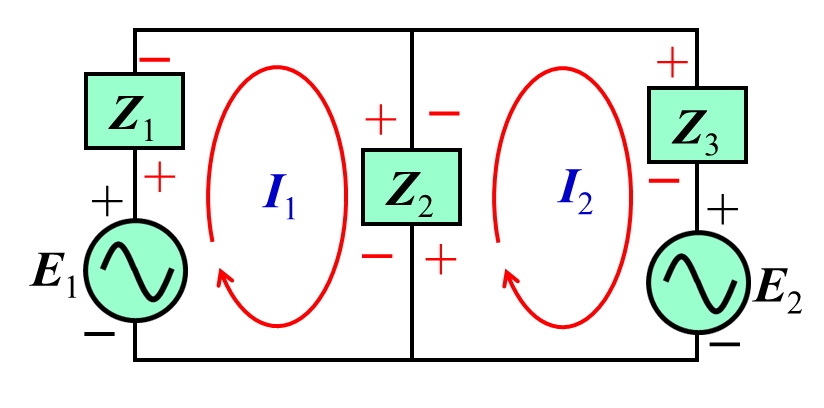 −
+
Z1
+ −
Z3
+
−
+
I1
Z2
I2
−
+
E1
− +
E2
−
−